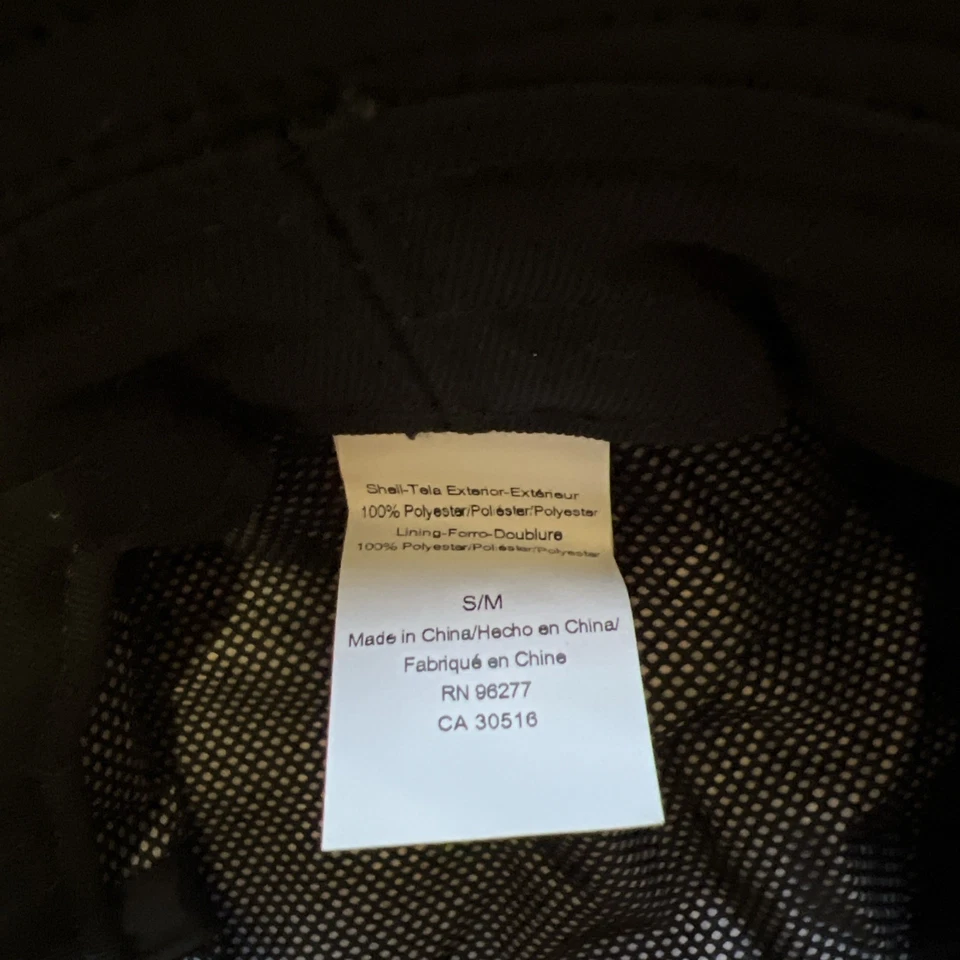 Shell-Tela Exterior-Extérieur
100% Polyester/Poliéster/Polyester
Lining-Forro-Doublure
100% Polyester/Poliéster/Polyester
S/M
Made in China/Hecho en China/
Fabriqué en Chine
RN 96277
CA 30516